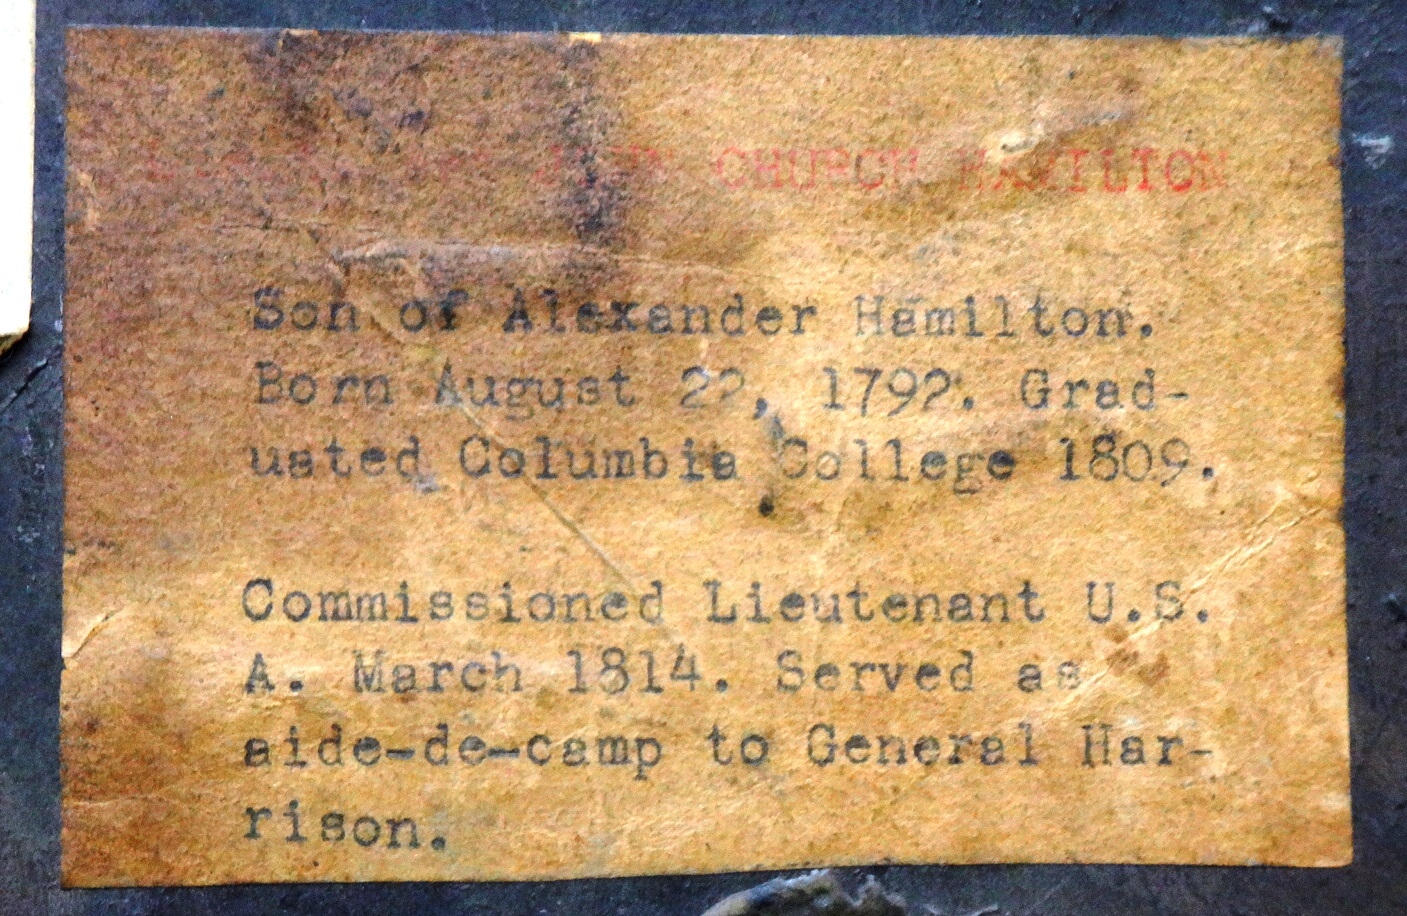 JOHN CHURCH HAMILTON
Son of Alexander Hamilton.
Born August 22, 1792. Grad-
uated Columbia College 1809.
Commissioned Lieutenant U.S.
A. March 1814. Served as
aide-de-camp to General Har-
rison.